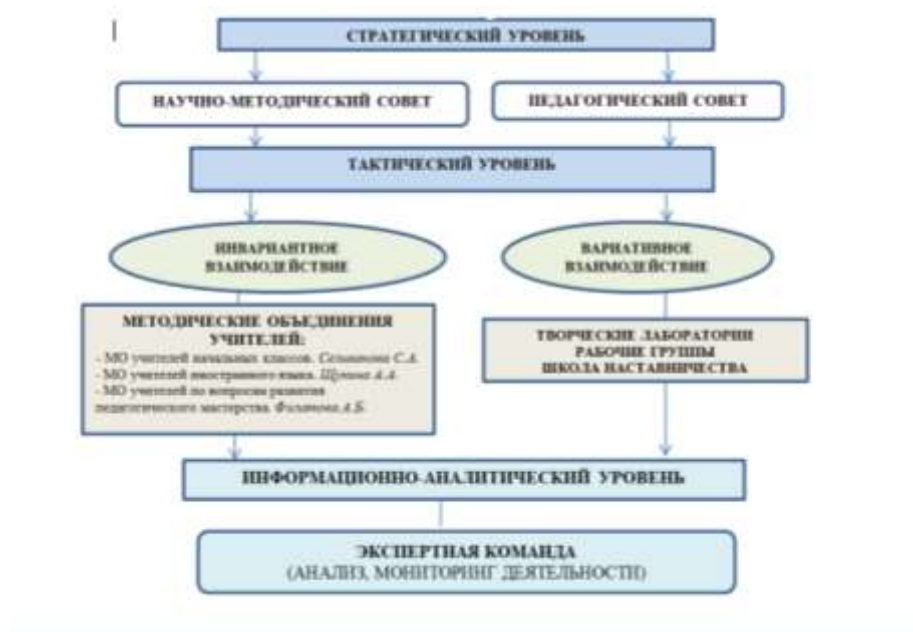 СТРАТЕГИЧЕСКИЙ УРОВЕНЬ
НАУЧНО-МЕТОДИЧЕСКИЙ СОВЕТ
ПЕДАГОГИЧЕСКИЙ СОВЕТ
ТАКТИЧЕСКИЙ УРОВЕНЬ
ИНВАРИАНТНОЕ
ВЗАИМОДЕЙСТВИЕ
ВАРИАТИВНОЕ
ВЗАИМОДЕЙСТВИЕ
МЕТОДИЧЕСКИЕ ОБЪЕДИНЕНИЯ
УЧИТЕЛЕЙ:
- МО учителей начальных классов. С.А.
- МО учителей иностранного языка. А.А.
- МО учителей по вопросам развития
педагогического мастерства. А.Б.
ТВОРЧЕСКИЕ ЛАБОРАТОРИИ
РАБОЧИЕ ГРУППЫ
ШКОЛА НАСТАВНИЧЕСТВА
ИНФОРМАЦИОННО-АНАЛИТИЧЕСКИЙ УРОВЕНЬ
ЭКСПЕРТНАЯ КОМАНДА
(АНАЛИЗ, МОНИТОРИНГ ДЕЯТЕЛЬНОСТИ)